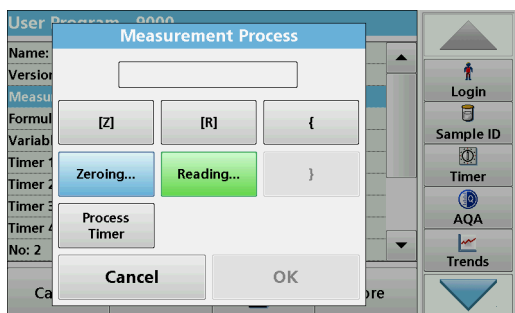 User Program 9000
Measurement Process
Name:
Version
Measu
Formul
Variabl
Timer 1
Timer 2
Timer 3
Timer 4
No: 2
[Z]
[R]
{
Zeroing...
Reading...
}
Process
Timer
Cancel
OK
Ca
ore
Login
Sample ID
Timer
AQA
Trends